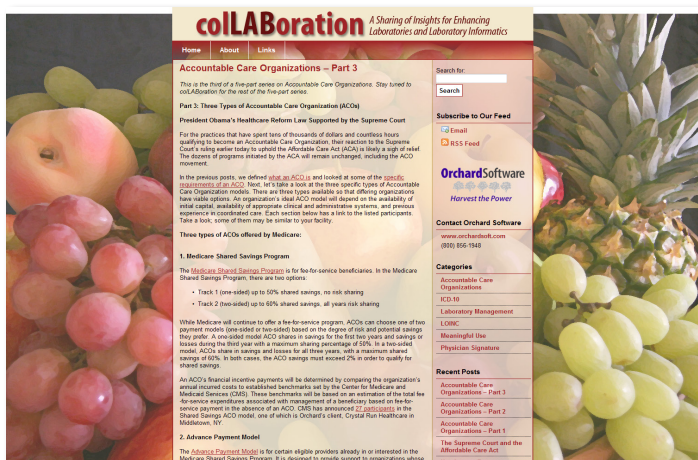 colLABoration
A Sharing of Insights for Enhancing
Laboratories and Laboratory Informatics
Home About Links
Accountable Care Organizations – Part 3
This is the third of a five-part series on Accountable Care Organizations. Stay tuned to
colLABoration for the rest of the five-part series.
Part 3: Three Types of Accountable Care Organization (ACOs)
President Obama's Healthcare Reform Law Supported by the Supreme Court
For the practices that have spent tens of thousands of dollars and countless hours
qualifying to become an Accountable Care Organization, their reaction to the Supreme
Court's ruling earlier today to uphold the Affordable Care Act (ACA) is likely a sigh of relief.
The dozens of programs initiated by the ACA will remain unchanged, including the ACO
movement.
In the previous posts, we defined what an ACO is and looked at some of the specific
requirements of an ACO. Next, let's take a look at the three specific types of Accountable
Care Organization models. There are three types available so that differing organizations
have viable options. An organization's ideal ACO model will depend on the availability of
initial capital, availability of appropriate clinical and administrative systems, and previous
experience in coordinated care. Each section below has a link to the listed participants.
Take a look; some of them may be similar to your facility.
Three types of ACOs offered by Medicare:
1. Medicare Shared Savings Program
The Medicare Shared Savings Program is for fee-for-service beneficiaries. In the Medicare
Shared Savings Program, there are two options:
• Track 1 (one-sided) up to 50% shared savings, no risk sharing
• Track 2 (two-sided) up to 60% shared savings, all years risk sharing
While Medicare will continue to offer a fee-for-service program, ACOs can choose one of two
payment models (one-sided or two-sided) based on the degree of risk and potential savings
they prefer. A one-sided model ACO shares in savings for the first two years and savings or
losses during the third year with a maximum sharing percentage of 50%. In a two-sided
model, ACOs share in savings and losses for all three years, with a maximum shared
savings of 60%. In both cases, the ACO savings must exceed 2% in order to qualify for
shared savings.
An ACO's financial incentive payments will be determined by comparing the organization's
annual incurred costs to established benchmarks set by the Center for Medicare and
Medicaid Services (CMS). These benchmarks will be based on an estimation of the total fee
-for-service expenditures associated with management of a beneficiary based on fee-for-
service payment in the absence of an ACO. CMS has announced 27 participants in the
Shared Savings ACO model, one of which is Orchard's client, Crystal Run Healthcare in
Middletown, NY
2. Advance Payment Model
The Advance Payment Model is for certain eligible providers already in or interested in the
Medicare Shared Savings Program. It is designed to provide support to organizations whose
Search for:
Search
Subscribe to Our Feed
Email
RSS Feed
OrchardSoftware
Harvest the Power
Contact Orchard Software
www.orchardsoft.com
(800) 856-1948
Categories
Accountable Care
Organizations
ICD-10
Laboratory Management
LOINC
Meaningful Use
Physician Signature
Recent Posts
Accountable Care
Organizations – Part 3
Accountable Care
Organizations – Part 2
Accountable Care
Organizations – Part 1
The Supreme Court and the
Affordable Care Act